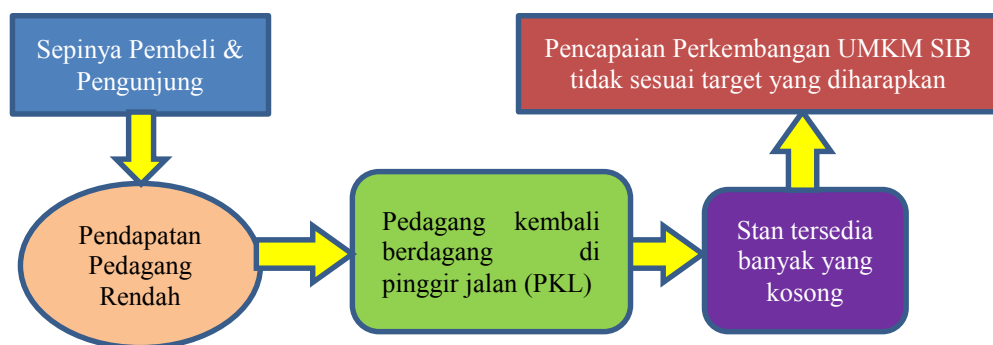 Sepinya Pembeli &
Pengunjung
Pendapatan
Pedagang
Rendah
Pedagang kembali
berdagang di
pinggir jalan (PKL)
Stan tersedia
banyak yang
kosong
Pencapaian Perkembangan UMKM SIB
tidak sesuai target yang diharapkan